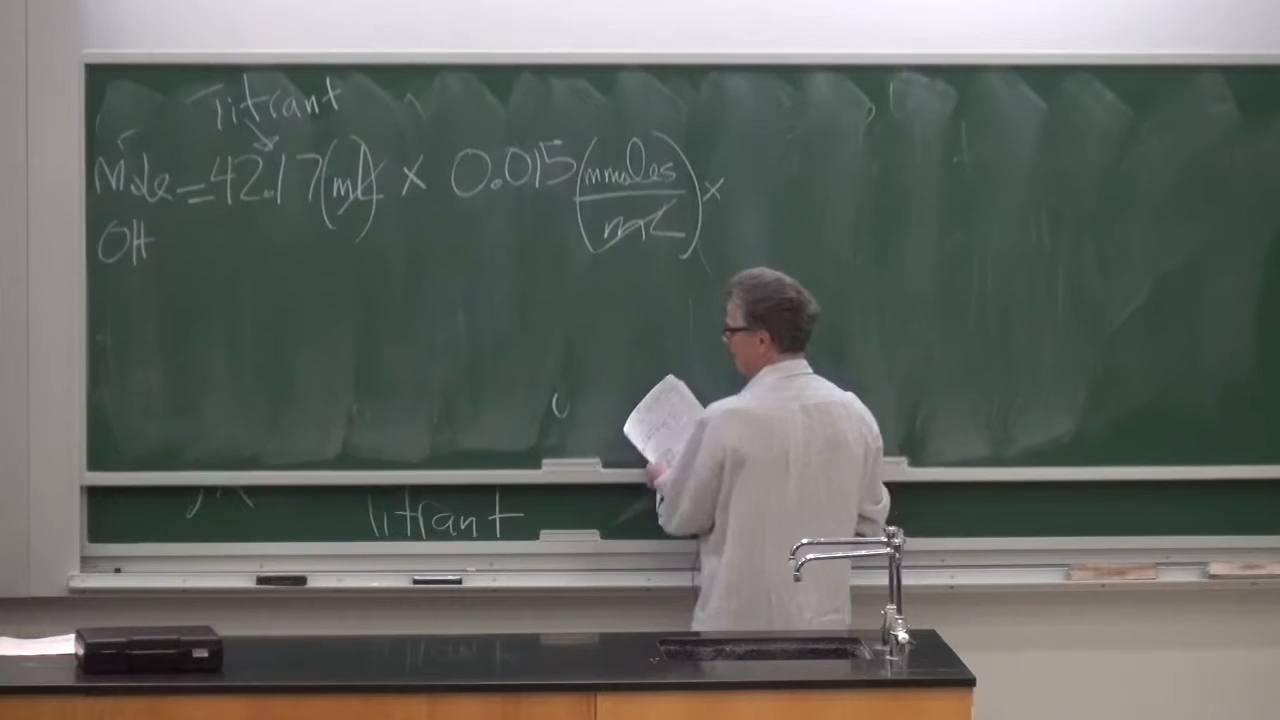 Titrant
Mole = 42.17 (mL) × 0.015 (mmoles / mL) ×
OH
Titrant